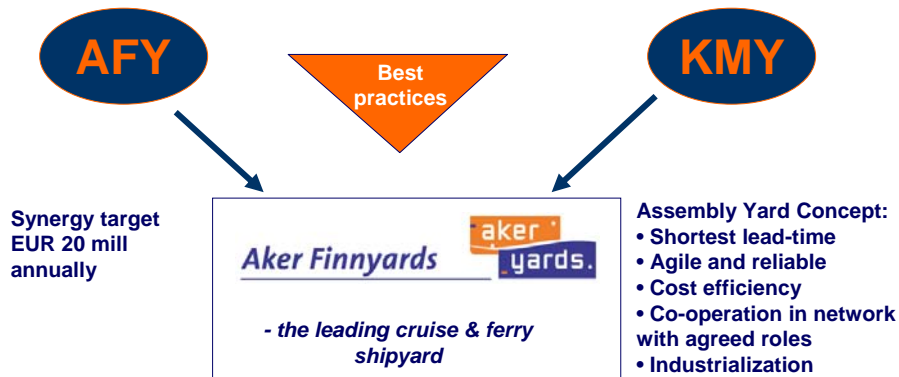 AFY
KMY
Best
practices
Synergy target
EUR 20 mill
annually
Aker Finnyards
aker
yards.
- the leading cruise & ferry
shipyard
Assembly Yard Concept:
• Shortest lead-time
• Agile and reliable
• Cost efficiency
• Co-operation in network
with agreed roles
• Industrialization